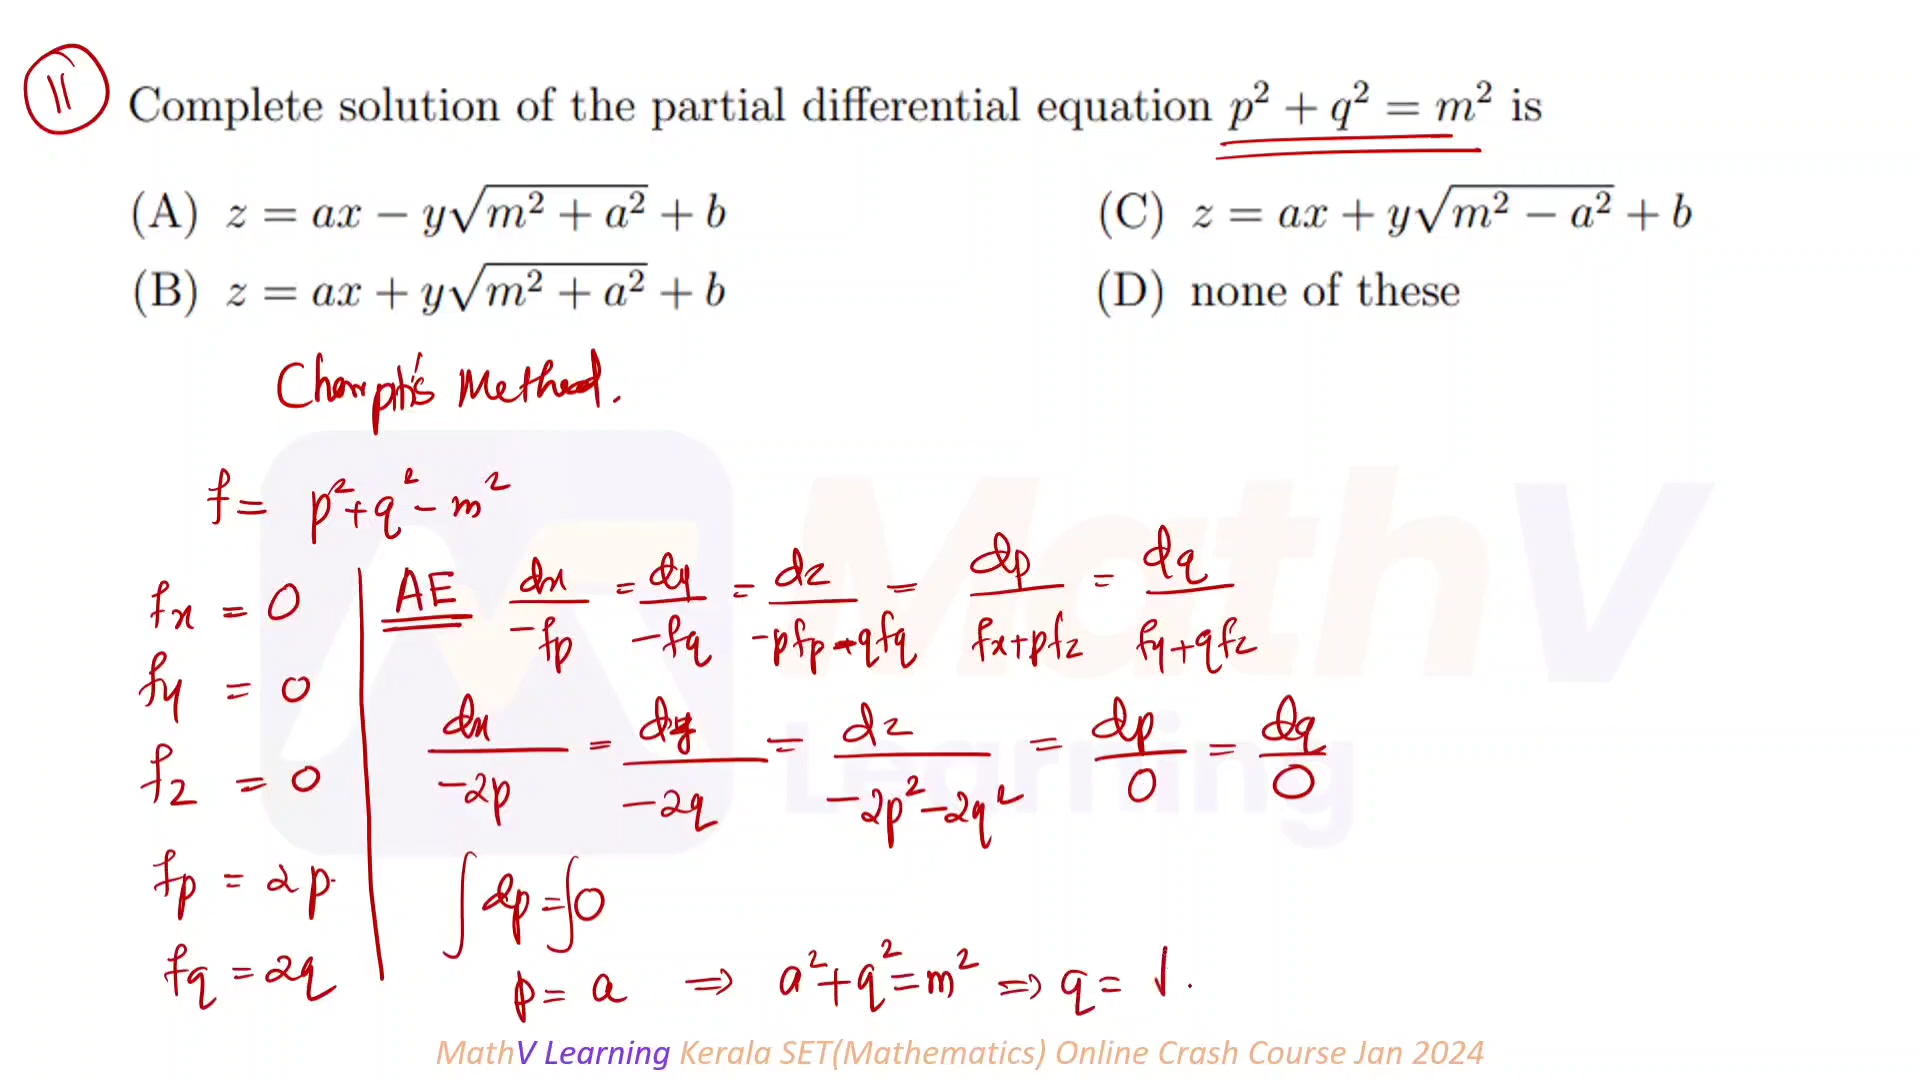 11 Complete solution of the partial differential equation p² + q² = m² is
(A) z = ax − y√(m² + a²) + b
(C) z = ax + y√(m² − a²) + b
(B) z = ax + y√(m² + a²) + b
(D) none of these
Charpit's Method.
f = p² + q² − m²
AE dx/−fp = dy/−fq = dz/−pfp−qfq = dp/fx+pfz = dq/fy+qfz
fx = 0
fy = 0
dx/−2p = dy/−2q = dz/−2p²−2q² = dp/0 = dq/0
fz = 0
fp = 2p
∫dp = ∫0
fq = 2q
p = a ⇒ a² + q² = m² ⇒ q = √
MathV Learning
MathV Learning Kerala SET(Mathematics) Online Crash Course Jan 2024